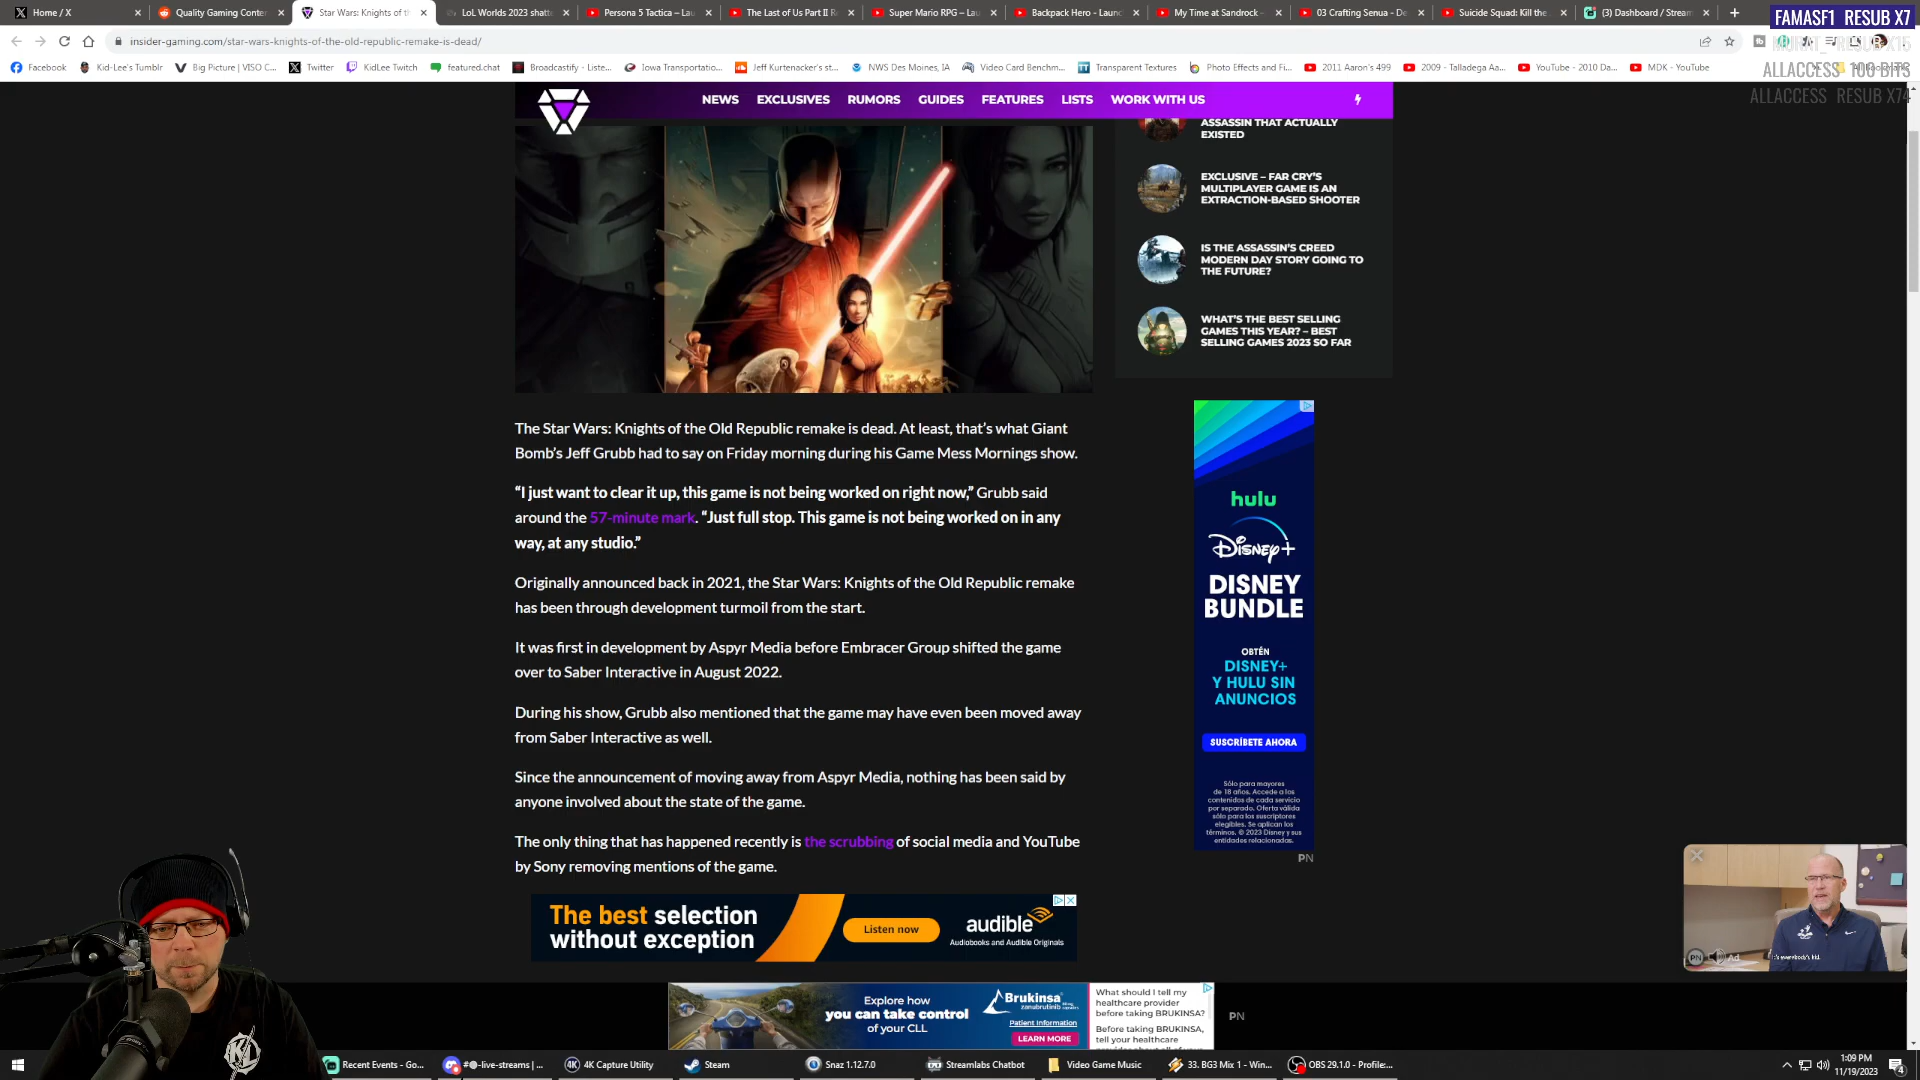 Home / X
Quality Gaming Conte
Star Wars: Knights of t
LoL Worlds 2023 shatt
Persona 5 Tactica – Lau
The Last of Us Part II R
Super Mario RPG – Lau
Backpack Hero - Launc
My Time at Sandrock –
03 Crafting Senua - De
Suicide Squad: Kill the
(3) Dashboard / Stream
FAMASF1 RESUB X7
insider-gaming.com/star-wars-knights-of-the-old-republic-remake-is-dead/
RESUB X15
Facebook
Kid-Lee's Tumblr
Big Picture | VISO C...
Twitter
KidLee Twitch
featured.chat
Broadcastify - Liste...
Iowa Transportatio...
Jeff Kurtenacker's st...
NWS Des Moines, IA
Video Card Benchm...
Transparent Textures
Photo Effects and Fi...
2011 Aaron's 499
2009 - Talladega Aa...
YouTube - 2010 Da...
MDK - YouTube
ALLACCESS 100 BITS
ALLACCESS RESUB X74
NEWS EXCLUSIVES RUMORS GUIDES FEATURES LISTS WORK WITH US
ASSASSIN THAT ACTUALLY
EXISTED
EXCLUSIVE – FAR CRY'S
MULTIPLAYER GAME IS AN
EXTRACTION-BASED SHOOTER
IS THE ASSASSIN'S CREED
MODERN DAY STORY GOING TO
THE FUTURE?
WHAT'S THE BEST SELLING
GAMES THIS YEAR? – BEST
SELLING GAMES 2023 SO FAR
The Star Wars: Knights of the Old Republic remake is dead. At least, that's what Giant
Bomb's Jeff Grubb had to say on Friday morning during his Game Mess Mornings show.
“I just want to clear it up, this game is not being worked on right now,” Grubb said
around the 57-minute mark. “Just full stop. This game is not being worked on in any
way, at any studio.”
Originally announced back in 2021, the Star Wars: Knights of the Old Republic remake
has been through development turmoil from the start.
It was first in development by Aspyr Media before Embracer Group shifted the game
over to Saber Interactive in August 2022.
During his show, Grubb also mentioned that the game may have even been moved away
from Saber Interactive as well.
Since the announcement of moving away from Aspyr Media, nothing has been said by
anyone involved about the state of the game.
The only thing that has happened recently is the scrubbing of social media and YouTube
by Sony removing mentions of the game.
hulu
Disney+
DISNEY
BUNDLE
OBTÉN
DISNEY+
Y HULU SIN
ANUNCIOS
SUSCRÍBETE AHORA
Sólo para mayores
de 18 años. Accede a los
contenidos de cada servicio
por separado. Oferta válida
sólo para los suscriptores
elegibles. Se aplican los
términos. © 2023 Disney y sus
entidades relacionadas.
PN
The best selection
without exception
Listen now
audible
Audiobooks and Audible Originals
PN Ad
Explore how
you can take control
of your CLL
Brukinsa
zanubrutinib
Patient Information
LEARN MORE
What should I tell my
healthcare provider
before taking BRUKINSA?
Before taking BRUKINSA,
tell your healthcare
PN
KL
Recent Events - Go...
#🔴-live-streams | ...
4K Capture Utility
Steam
Snaz 1.12.7.0
Streamlabs Chatbot
Video Game Music
33. BG3 Mix 1 - Win...
OBS 29.1.0 - Profile:...
1:09 PM
11/19/2023
4